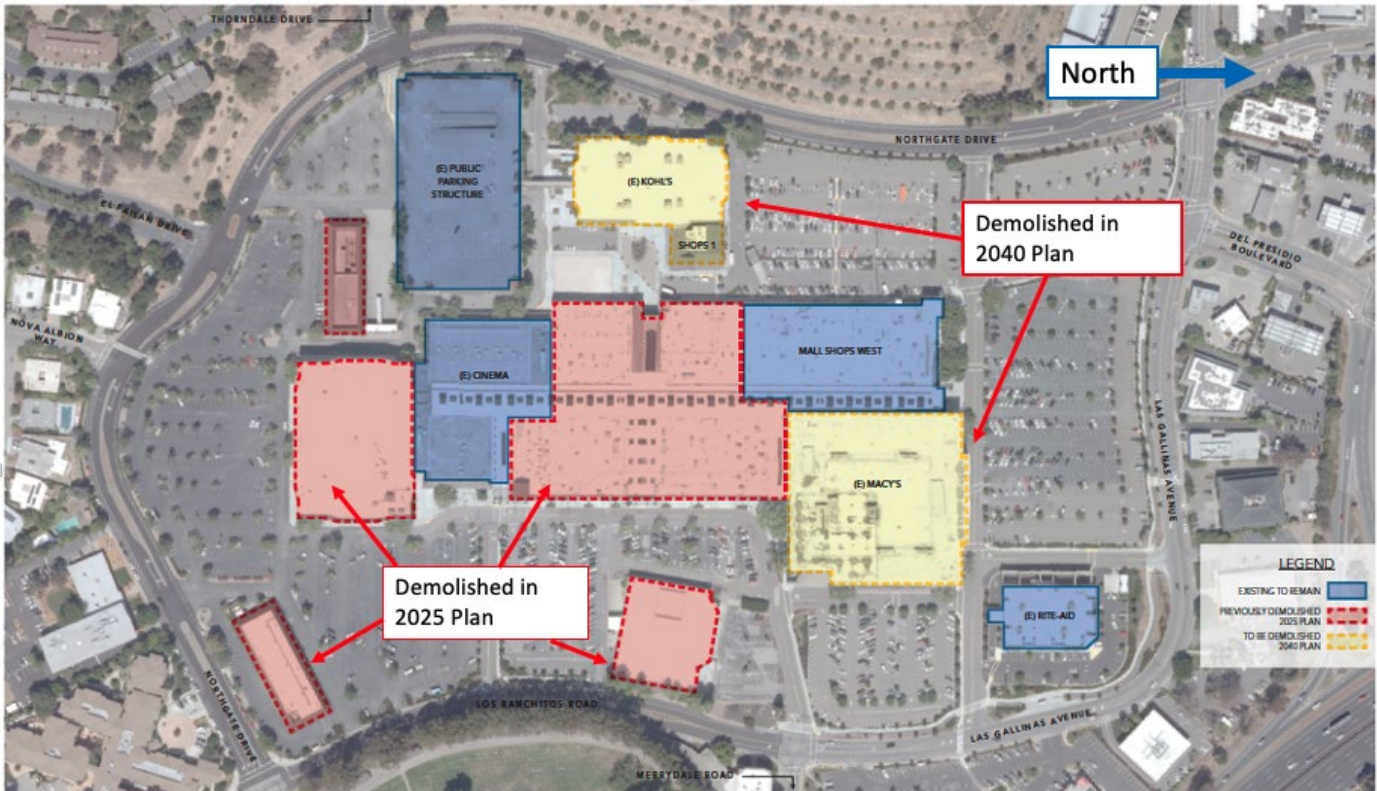 THORNDALE DRIVE
North
NORTHGATE DRIVE
(E) PUBLIC
PARKING
STRUCTURE
(E) KOHL'S
SHOPS 1
Demolished in
2040 Plan
EL FAISAN DRIVE
DEL PRESIDIO
BOULEVARD
NOVA ALBION
WAY
(E) CINEMA
MALL SHOPS WEST
LAS GALLINAS AVENUE
(E) MACY'S
Demolished in
2025 Plan
(E) RITE-AID
LEGEND
EXISTING TO REMAIN
PREVIOUSLY DEMOLISHED
2025 PLAN
TO BE DEMOLISHED
2040 PLAN
NORTHGATE DRIVE
LOS RANCHITOS ROAD
LAS GALLINAS AVENUE
MERRYDALE ROAD